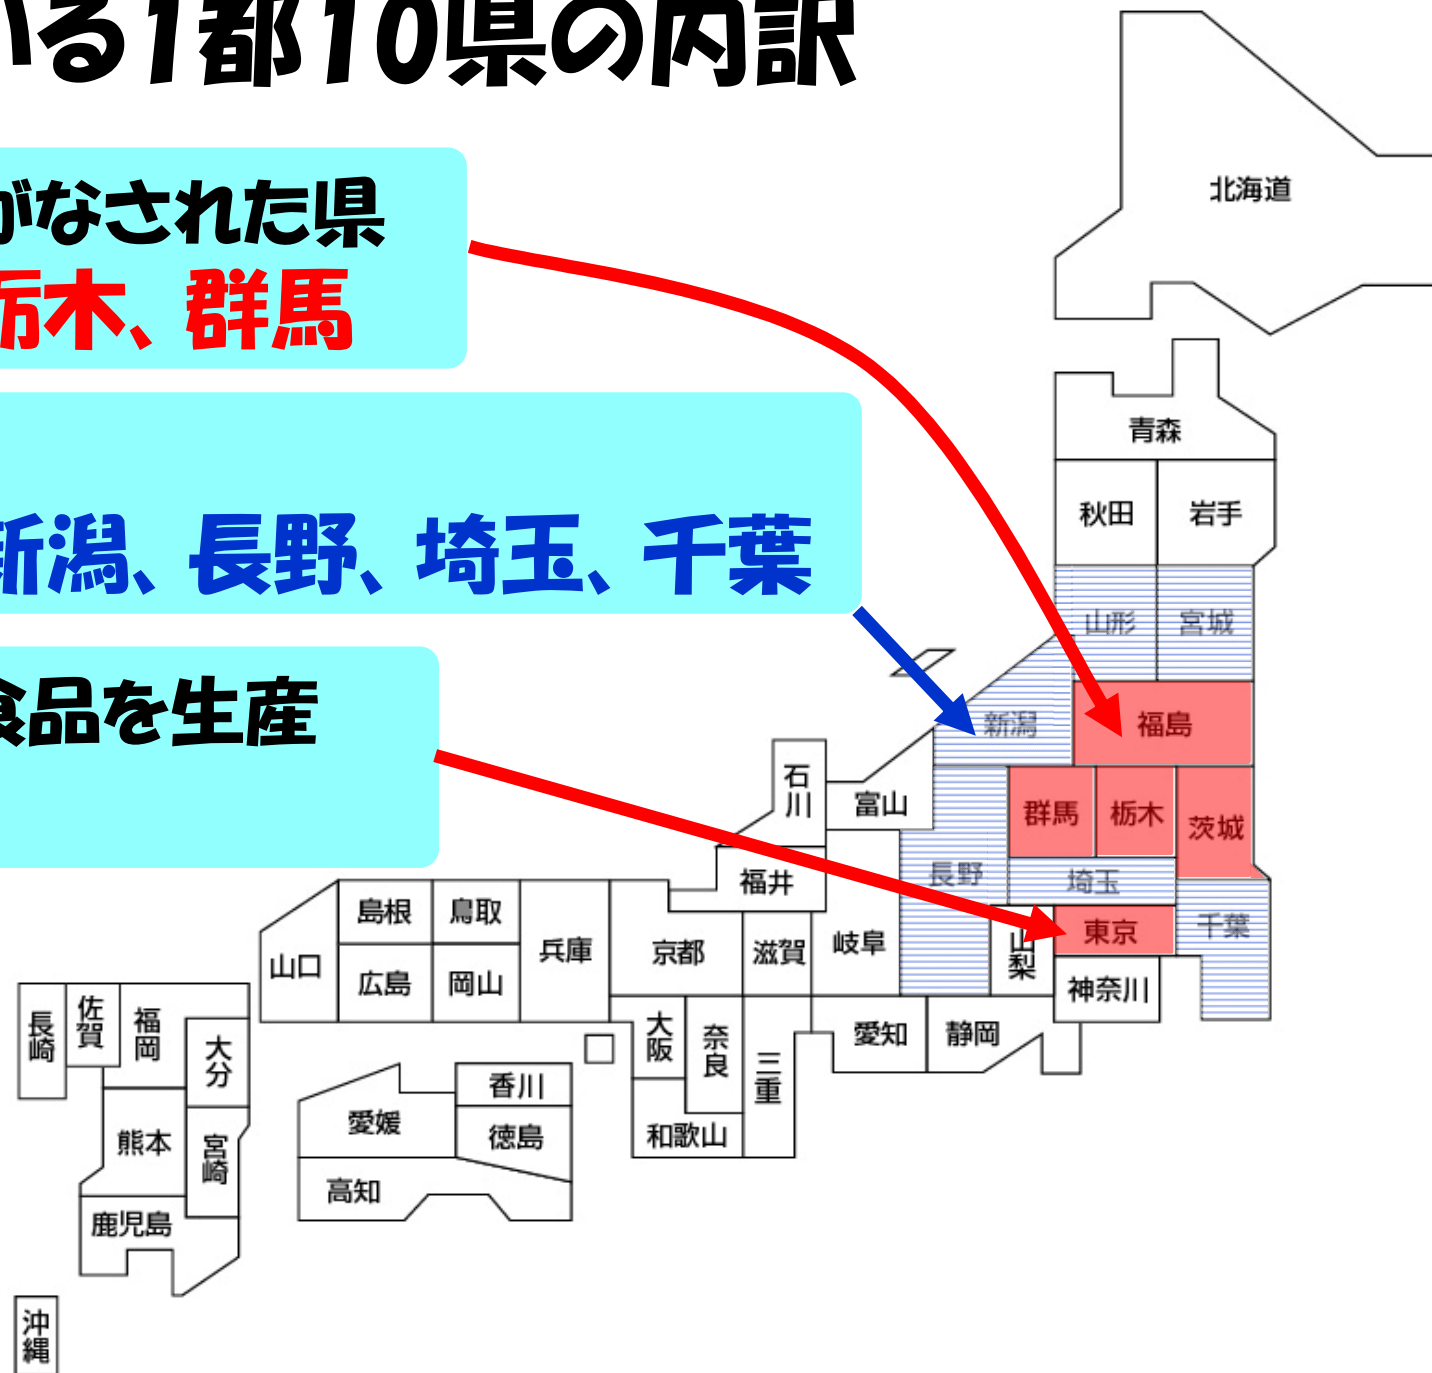 いる1都10県の内訳
がなされた県
栃木、群馬
新潟、長野、埼玉、千葉
食品を生産
北海道
青森
秋田
岩手
山形
宮城
新潟
福島
石川
富山
群馬
栃木
茨城
福井
長野
埼玉
島根
鳥取
兵庫
京都
滋賀
岐阜
山梨
東京
千葉
山口
広島
岡山
神奈川
長崎
佐賀
福岡
大分
大阪
奈良
三重
愛知
静岡
香川
愛媛
徳島
和歌山
熊本
宮崎
高知
鹿児島
沖縄